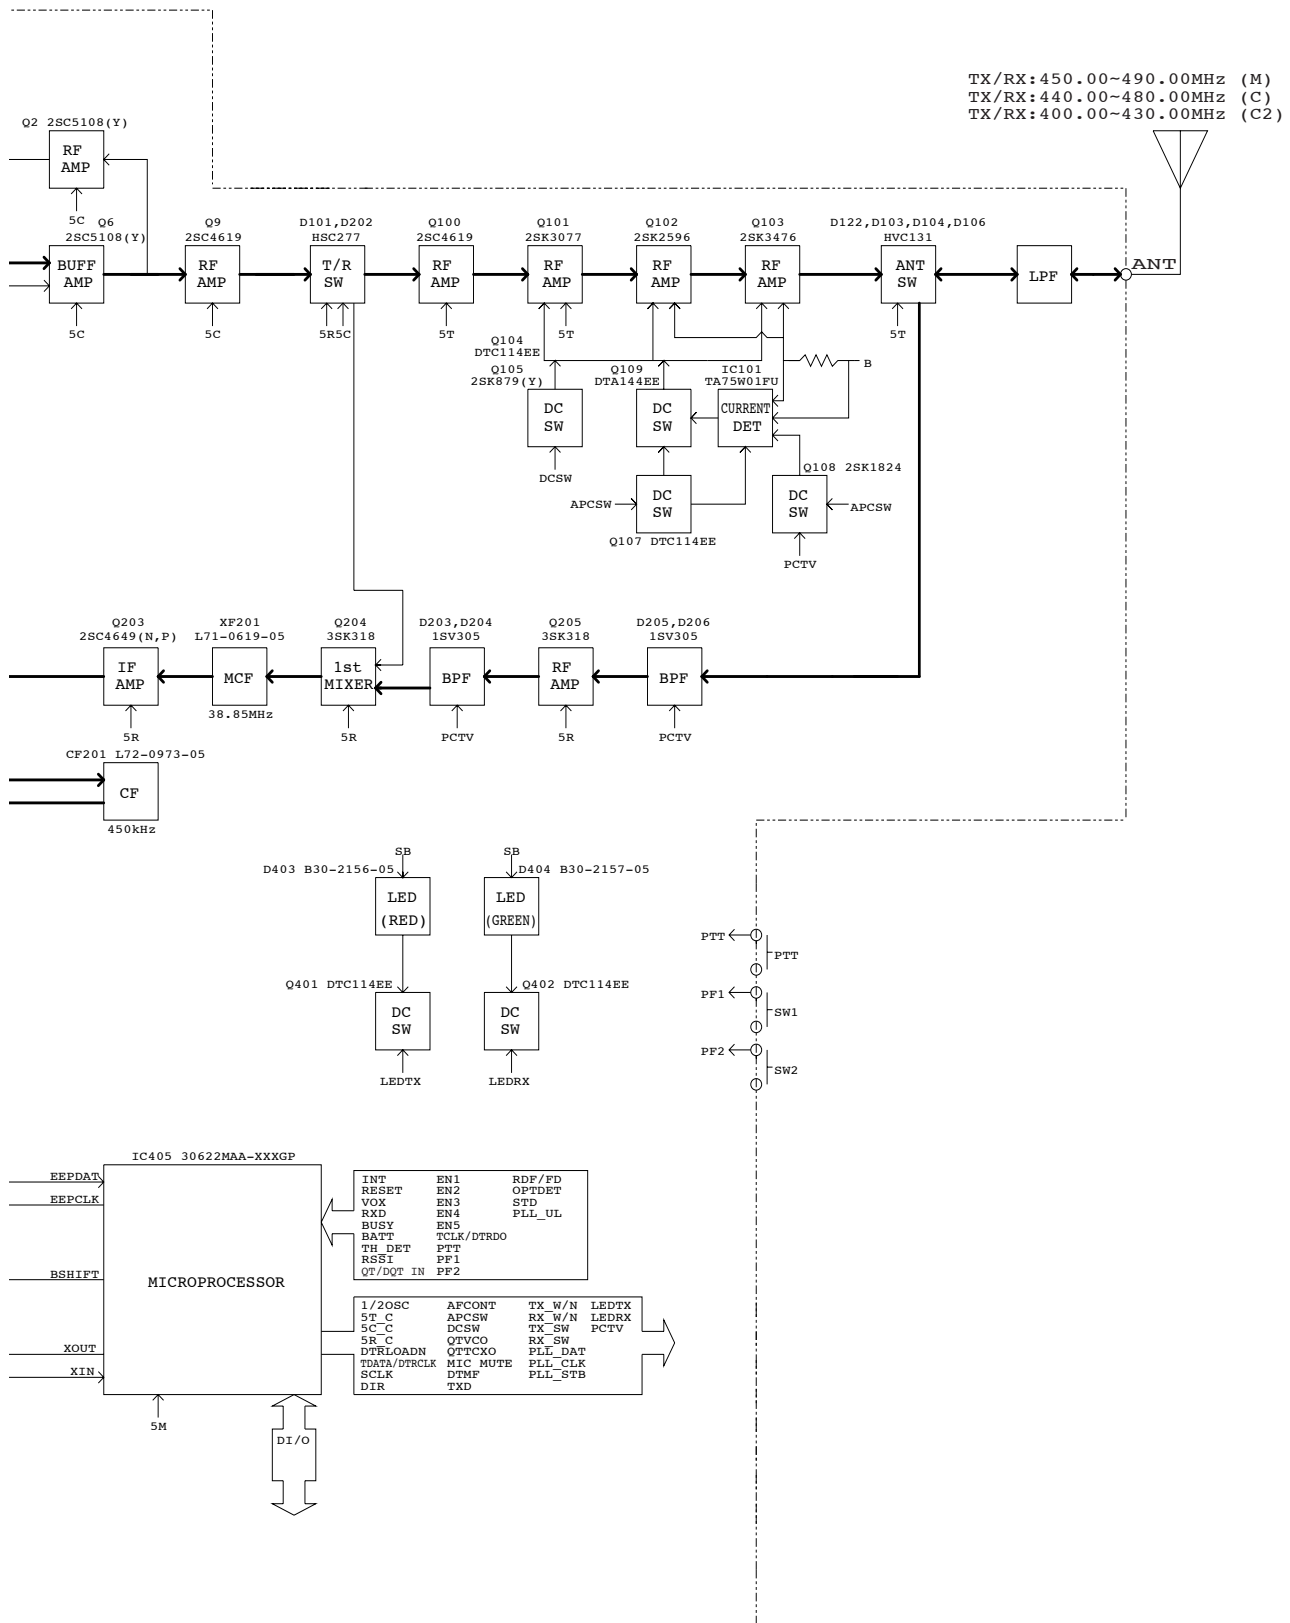 TX/RX:450.00~490.00MHz (M)
TX/RX:440.00~480.00MHz (C)
TX/RX:400.00~430.00MHz (C2)
Q2 2SC5108(Y)
RF
AMP
5C
Q6
2SC5108(Y)
BUFF
AMP
5C
Q9
2SC4619
RF
AMP
5C
D101,D202
HSC277
T/R
SW
5R5C
Q100
2SC4619
RF
AMP
5T
Q101
2SK3077
RF
AMP
5T
Q102
2SK2596
RF
AMP
Q103
2SK3476
RF
AMP
D122,D103,D104,D106
HVC131
ANT
SW
5T
LPF
ANT
Q104
DTC114EE
Q105
2SK879(Y)
DC
SW
DCSW
Q109
DTA144EE
DC
SW
IC101
TA75W01FU
CURRENT
DET
B
APCSW
DC
SW
Q107 DTC114EE
Q108 2SK1824
DC
SW
APCSW
PCTV
Q203
2SC4649(N,P)
IF
AMP
5R
XF201
L71-0619-05
MCF
38.85MHz
Q204
3SK318
1st
MIXER
5R
D203,D204
1SV305
BPF
PCTV
Q205
3SK318
RF
AMP
5R
D205,D206
1SV305
BPF
PCTV
CF201 L72-0973-05
CF
450kHz
SB
D403 B30-2156-05
LED
(RED)
Q401 DTC114EE
DC
SW
LEDTX
SB
D404 B30-2157-05
LED
(GREEN)
Q402 DTC114EE
DC
SW
LEDRX
PTT
PTT
PF1
SW1
PF2
SW2
IC405 30622MAA-XXXGP
EEPDAT
EEPCLK
BSHIFT
XOUT
XIN
MICROPROCESSOR
5M
DI/O
INT EN1 RDF/FD
RESET EN2 OPTDET
VOX EN3 STD
RXD EN4 PLL_UL
BUSY EN5
BATT TCLK/DTRDO
TH_DET PTT
RSSI PF1
QT/DQT IN PF2
1/2OSC AFCONT TX_W/N LEDTX
5T_C APCSW RX_W/N LEDRX
5C_C DCSW TX_SW PCTV
5R_C QTVCO RX_SW
DTRLOADN QTTCXO PLL_DAT
TDATA/DTRCLK MIC MUTE PLL_CLK
SCLK DTMF PLL_STB
DIR TXD